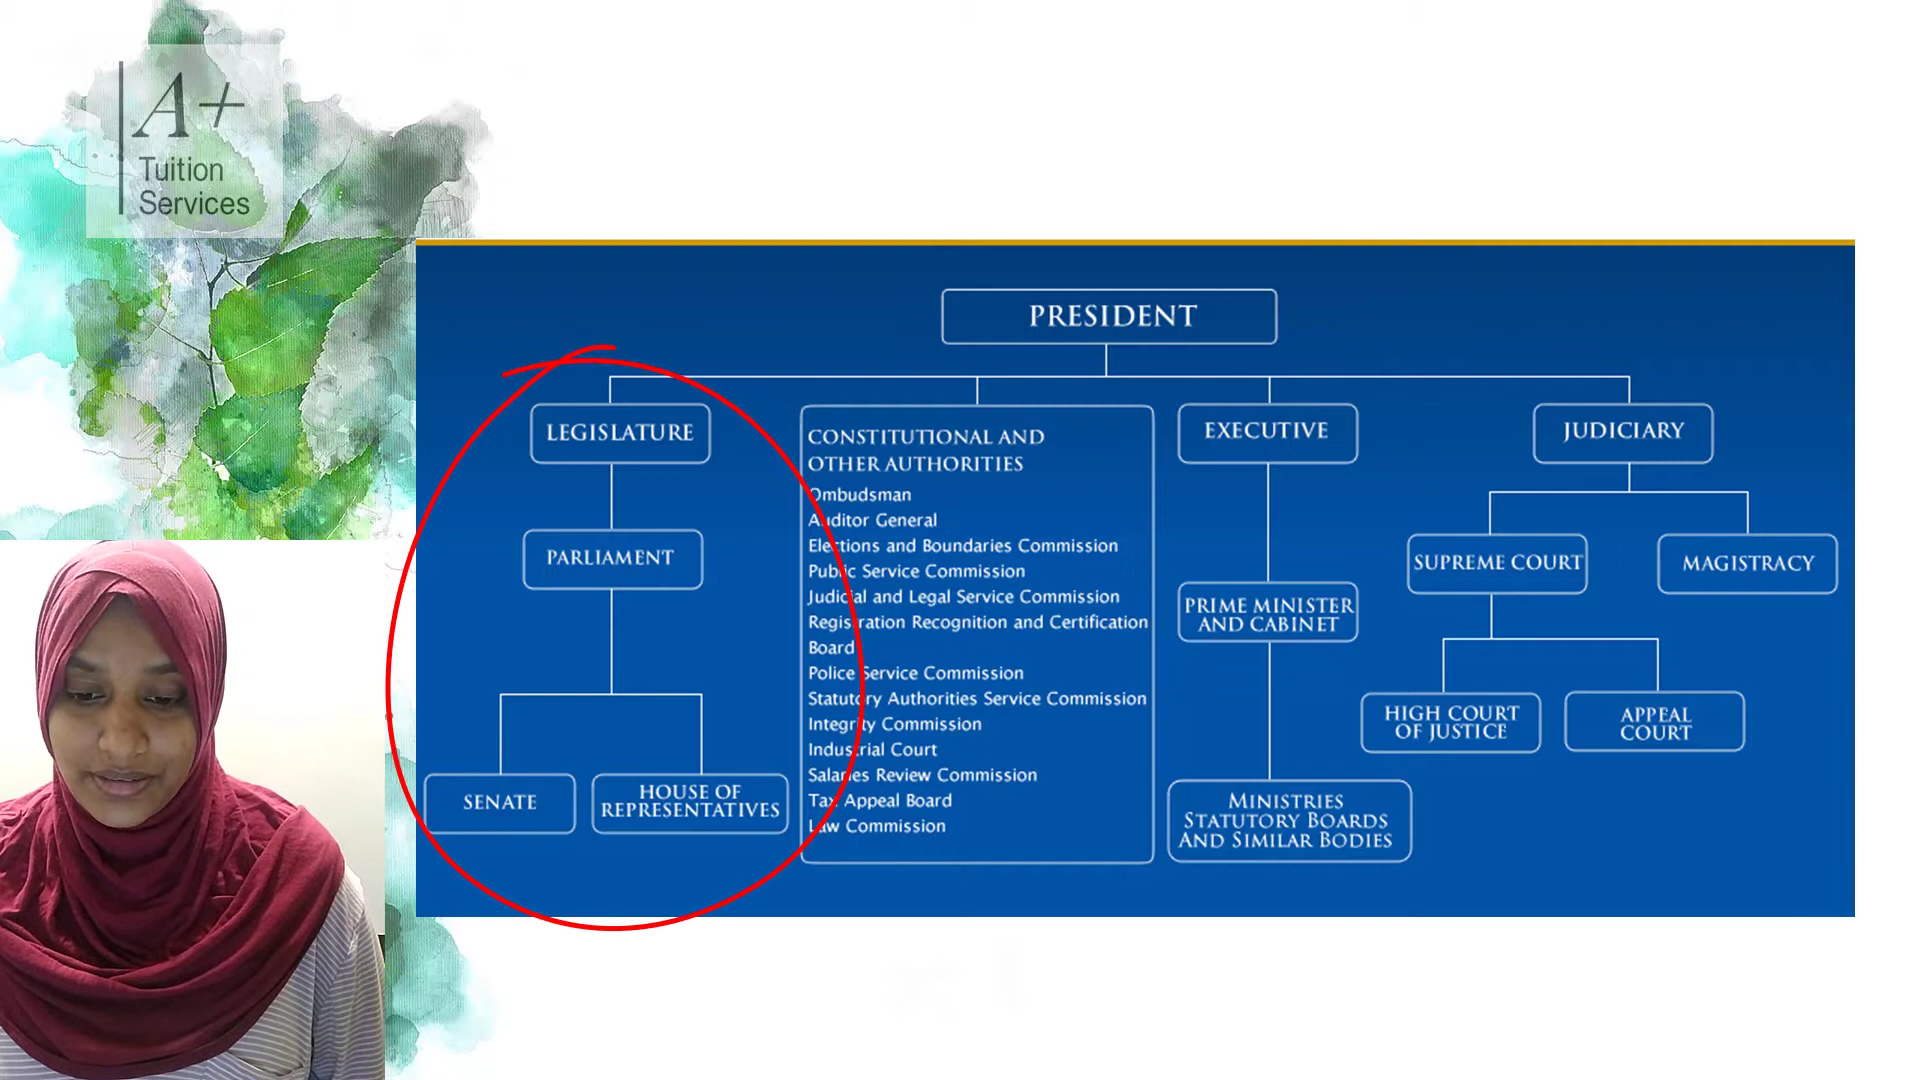 A+
Tuition
Services
PRESIDENT
LEGISLATURE
PARLIAMENT
SENATE
HOUSE OF
REPRESENTATIVES
CONSTITUTIONAL AND
OTHER AUTHORITIES
Ombudsman
Auditor General
Elections and Boundaries Commission
Public Service Commission
Judicial and Legal Service Commission
Registration Recognition and Certification
Board
Police Service Commission
Statutory Authorities Service Commission
Integrity Commission
Industrial Court
Salaries Review Commission
Tax Appeal Board
Law Commission
EXECUTIVE
PRIME MINISTER
AND CABINET
MINISTRIES
STATUTORY BOARDS
AND SIMILAR BODIES
JUDICIARY
SUPREME COURT
MAGISTRACY
HIGH COURT
OF JUSTICE
APPEAL
COURT